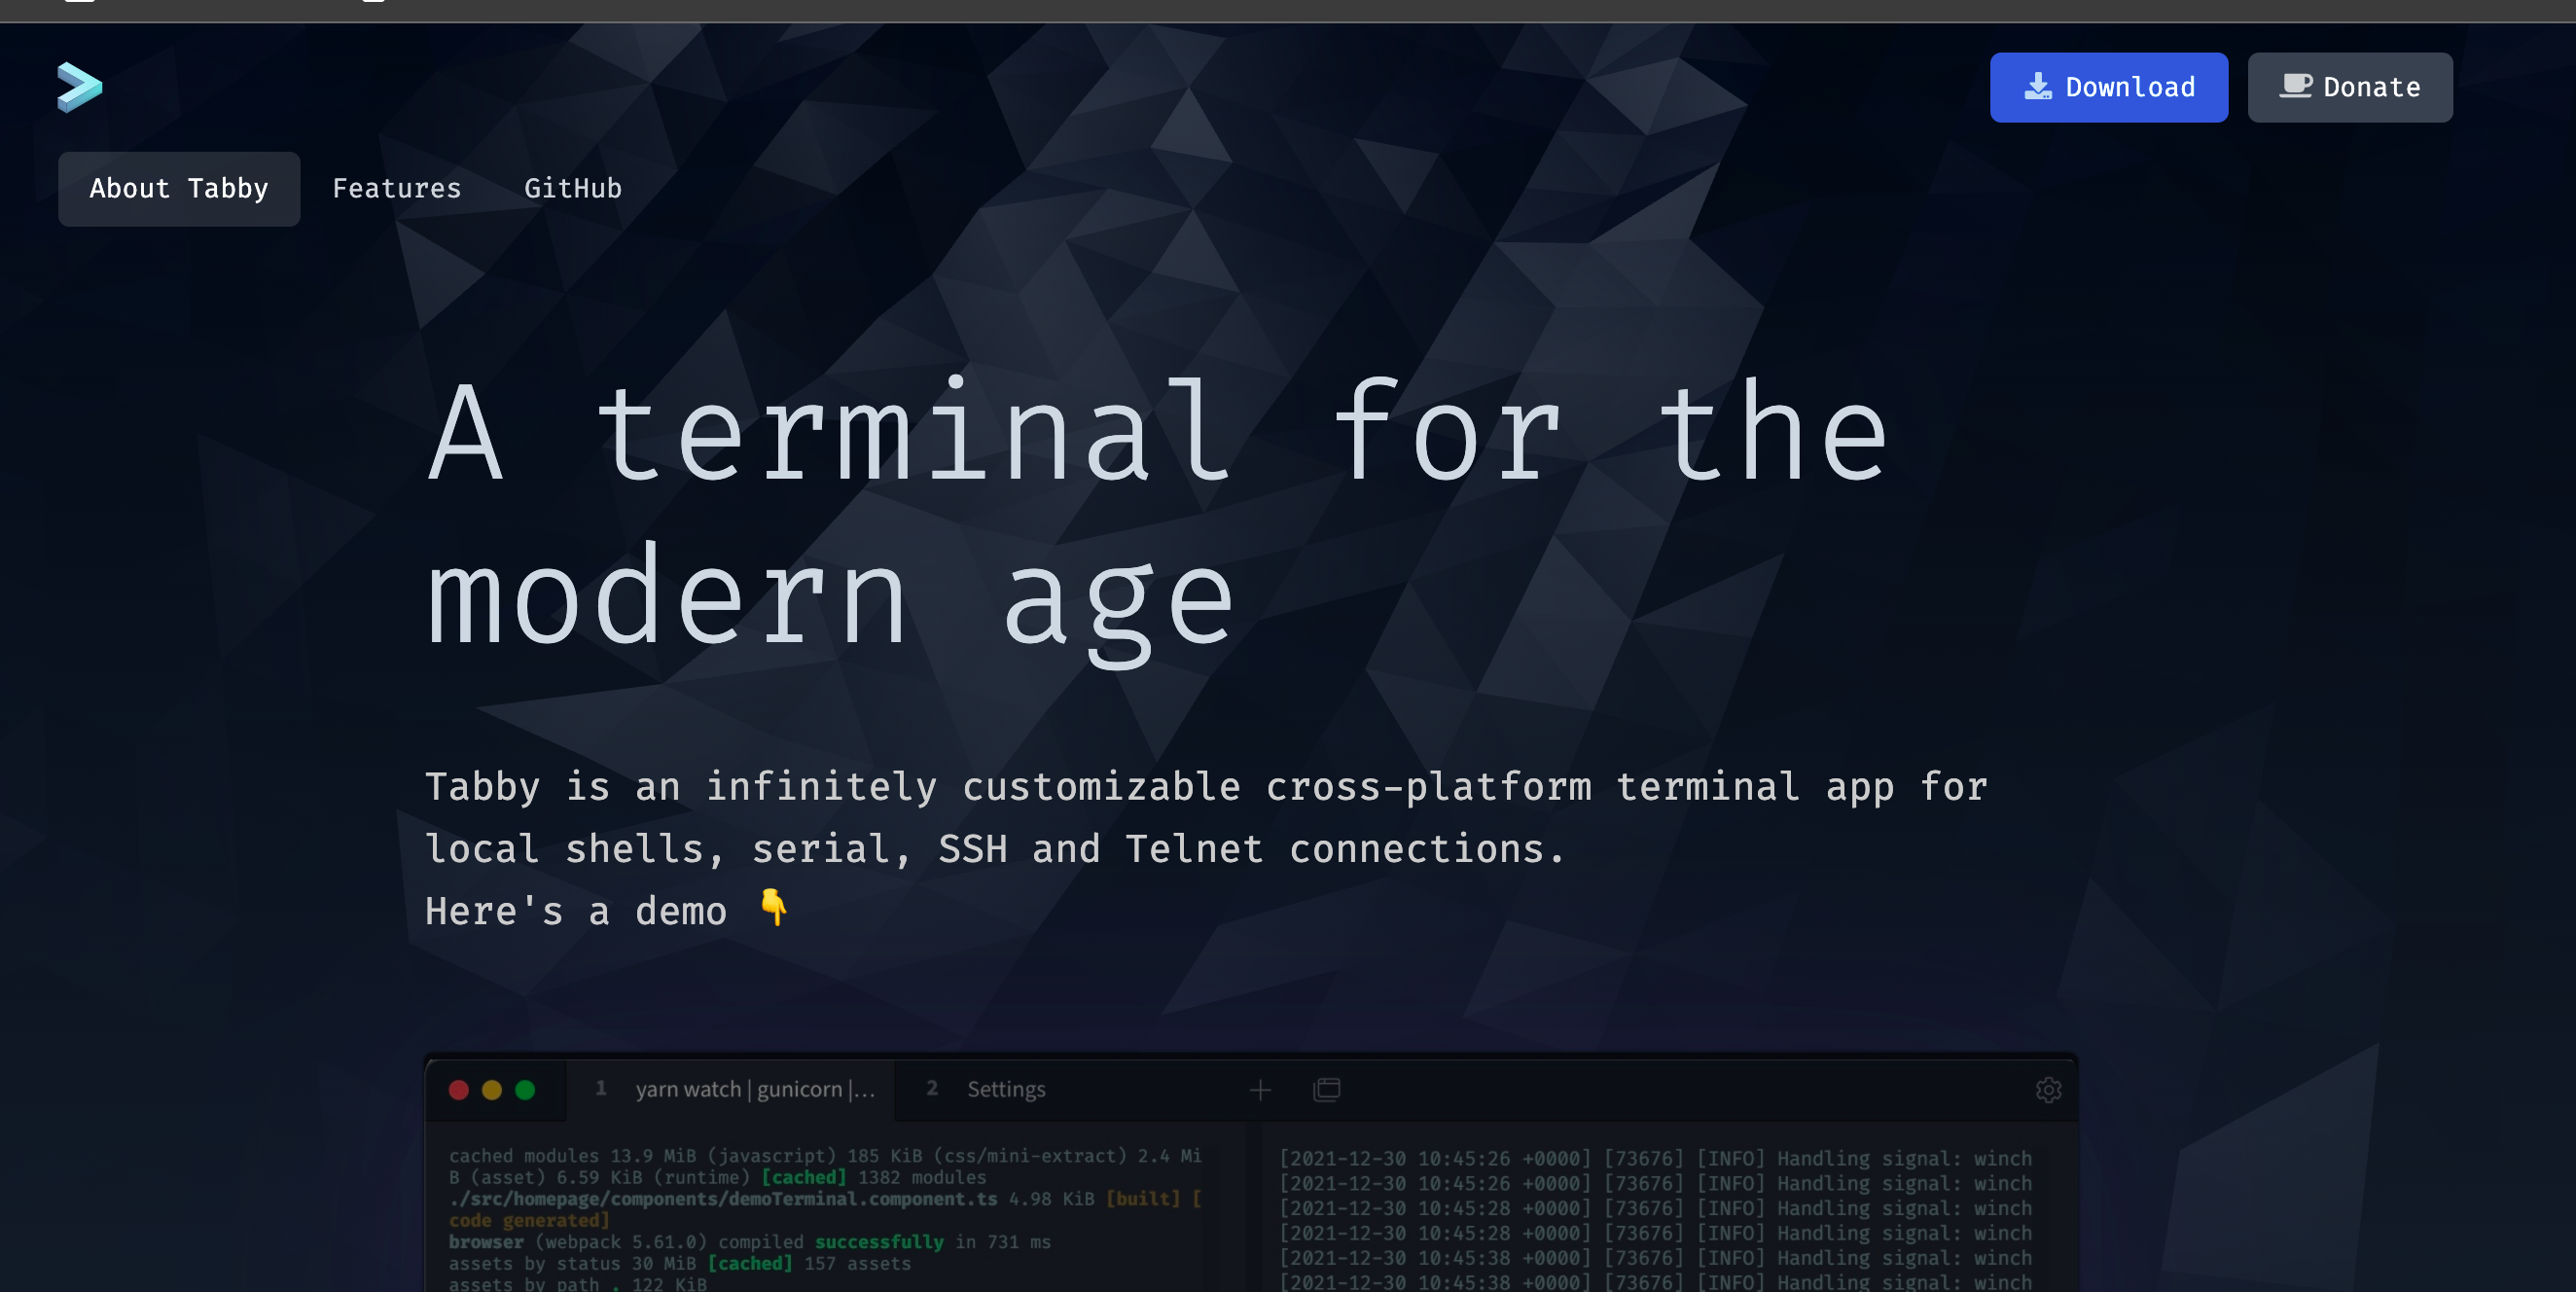 Download
Donate
About Tabby
Features
GitHub
A terminal for the
modern age
Tabby is an infinitely customizable cross-platform terminal app for
local shells, serial, SSH and Telnet connections.
Here's a demo 👇
1 yarn watch | gunicorn |…
2 Settings
cached modules 13.9 MiB (javascript) 185 KiB (css/mini-extract) 2.4 Mi
B (asset) 6.59 KiB (runtime) [cached] 1382 modules
./src/homepage/components/demoTerminal.component.ts 4.98 KiB [built] [
code generated]
browser (webpack 5.61.0) compiled successfully in 731 ms
assets by status 30 MiB [cached] 157 assets
assets by path . 122 KiB
[2021-12-30 10:45:26 +0000] [73676] [INFO] Handling signal: winch
[2021-12-30 10:45:26 +0000] [73676] [INFO] Handling signal: winch
[2021-12-30 10:45:28 +0000] [73676] [INFO] Handling signal: winch
[2021-12-30 10:45:28 +0000] [73676] [INFO] Handling signal: winch
[2021-12-30 10:45:38 +0000] [73676] [INFO] Handling signal: winch
[2021-12-30 10:45:38 +0000] [73676] [INFO] Handling signal: winch